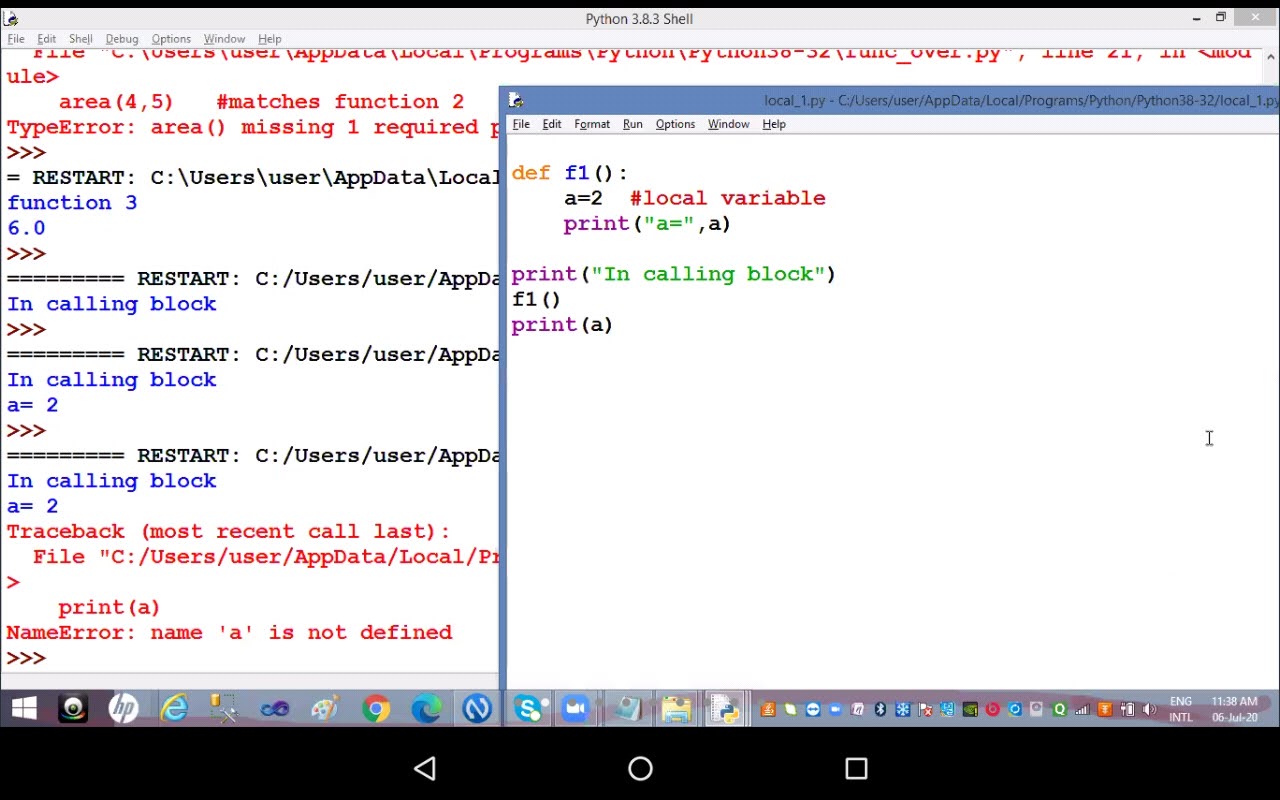 Python 3.8.3 Shell
File Edit Shell Debug Options Window Help
File "C:\Users\user\AppData\Local\Programs\Python\Python38-32\func_over.py", line 21, in <mod
ule>
area(4,5) #matches function 2
TypeError: area() missing 1 required p
>>>
= RESTART: C:\Users\user\AppData\Local
function 3
6.0
>>>
========= RESTART: C:/Users/user/AppDa
In calling block
>>>
========= RESTART: C:/Users/user/AppDa
In calling block
a= 2
>>>
========= RESTART: C:/Users/user/AppDa
In calling block
a= 2
Traceback (most recent call last):
File "C:/Users/user/AppData/Local/Pr
>
print(a)
NameError: name 'a' is not defined
>>>
local_1.py - C:/Users/user/AppData/Local/Programs/Python/Python38-32/local_1.py
File Edit Format Run Options Window Help
def f1():
a=2 #local variable
print("a=",a)
print("In calling block")
f1()
print(a)
hp
ENG 11:38 AM
INTL 06-Jul-20